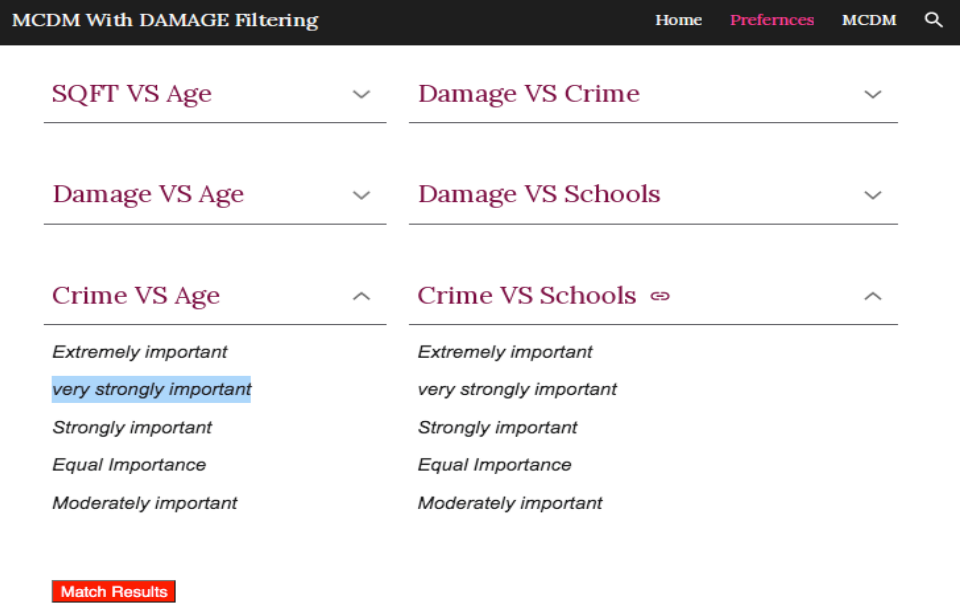 MCDM With DAMAGE Filtering
Home Prefernces MCDM
SQFT VS Age
Damage VS Crime
Damage VS Age
Damage VS Schools
Crime VS Age
Extremely important
very strongly important
Strongly important
Equal Importance
Moderately important
Crime VS Schools
Extremely important
very strongly important
Strongly important
Equal Importance
Moderately important
Match Results